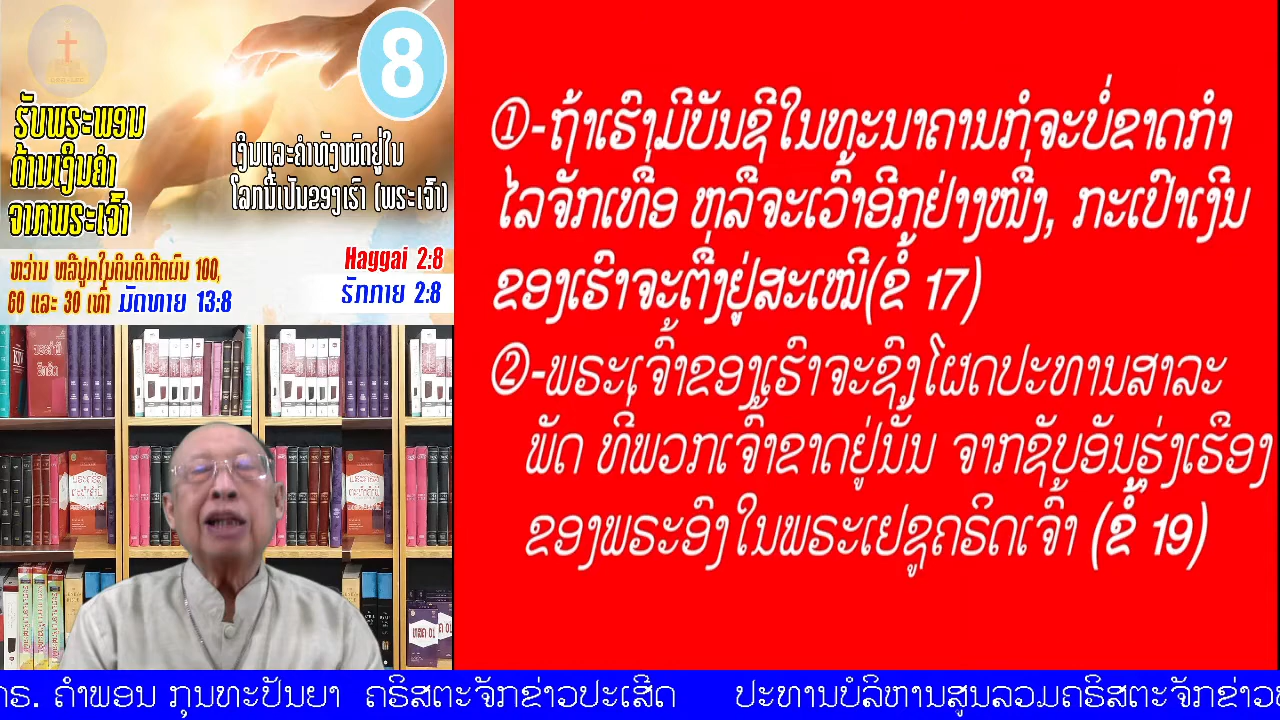 8
ຮັບພຣະພອນ
ດ້ານເງິນຄຳ
ຈາກພຣະເຈົ້າ
ເງິນແລະຄຳທັງໝົດຢູ່ໃນ
ໂລກນີ້ເປັນຂອງເຮົາ (ພຣະເຈົ້າ)
ຫວ່ານ ຫລືປູກໃນດິນດີເກີດຜົນ 100,
60 ແລະ 30 ເທົ່າ ມັດທາຍ 13:8
Haggai 2:8
ຮັກກາຍ 2:8
①-ຖ້າເຮົາມີບັນຊີໃນທະນາຄານກໍຈະບໍ່ຂາດກຳ
ໄລຈັກເທື່ອ ຫລືຈະເວົ້າອີກຢ່າງໜຶ່ງ, ກະເປົາເງິນ
ຂອງເຮົາຈະຕື່ງຢູ່ສະເໝີ(ຂໍ້ 17)
②-ພຣະເຈົ້າຂອງເຮົາຈະຊົງໂຜດປະທານສາລະ
ພັດ ທີ່ພວກເຈົ້າຂາດຢູ່ນັ້ນ ຈາກຊັບອັນຮຸ່ງເຮືອງ
ຂອງພຣະອົງໃນພຣະເຢຊູຄຣິດເຈົ້າ (ຂໍ້ 19)
ດຣ. ຄຳພອນ ກຸນທະປັນຍາ ຄຣິສຕະຈັກຂ່າວປະເສີດ ປະທານບໍລິຫານສູນລວມຄຣິສຕະຈັກຂ່າວ